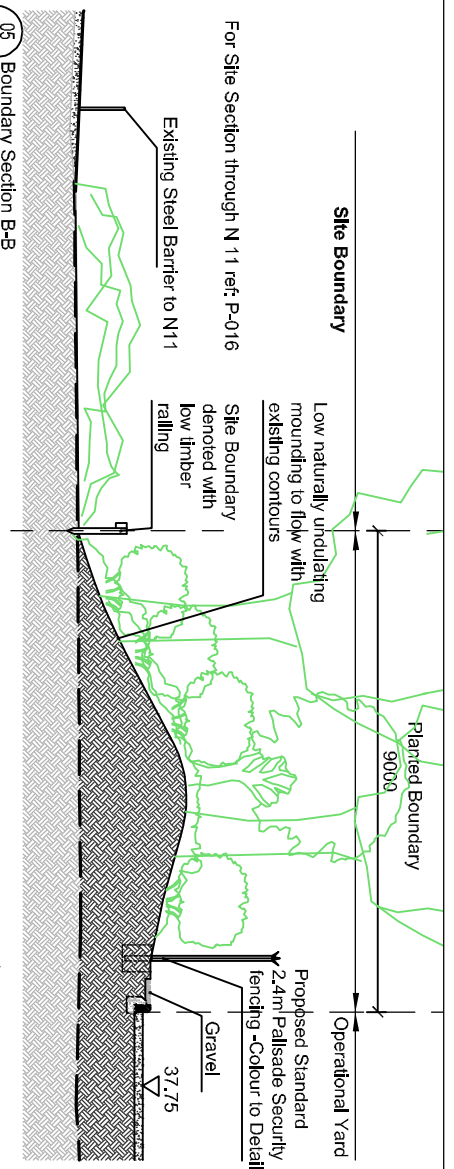 Site Boundary
Planted Boundary
9000
Operational Yard
For Site Section through N 11 ref: P-016
Existing Steel Barrier to N11
Low naturally undulating
mounding to flow with
existing contours
Site Boundary
denoted with
low timber
railing
Proposed Standard
2.4m Palisade Security
fencing -Colour to Detail
Gravel
37.75
05 Boundary Section B-B